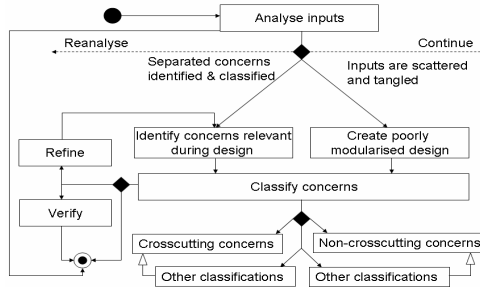 Analyse inputs
Reanalyse
Continue
Separated concerns
identified & classified
Inputs are scattered
and tangled
Identify concerns relevant
during design
Create poorly
modularised design
Refine
Classify concerns
Verify
Crosscutting concerns
Non-crosscutting concerns
Other classifications
Other classifications